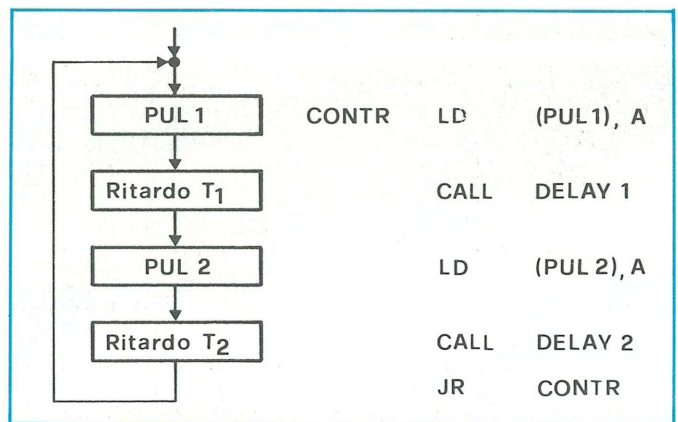 PUL 1 CONTR LD (PUL1), A
Ritardo T1 CALL DELAY 1
PUL 2 LD (PUL 2), A
Ritardo T2 CALL DELAY 2
JR CONTR